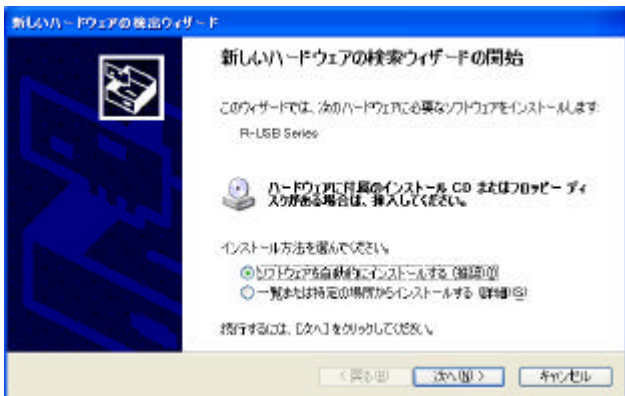 新しいハードウェアの検出ウィザード
新しいハードウェアの検索ウィザードの開始
このウィザードでは、次のハードウェアに必要なソフトウェアをインストールします:
R-USB Series
ハードウェアに付属のインストール CD またはフロッピー ディ
スクがある場合は、挿入してください。
インストール方法を選んでください。
ソフトウェアを自動的にインストールする (推奨)(I)
一覧または特定の場所からインストールする (詳細)(S)
続行するには、[次へ] をクリックしてください。
< 戻る(B) 次へ(N) > キャンセル